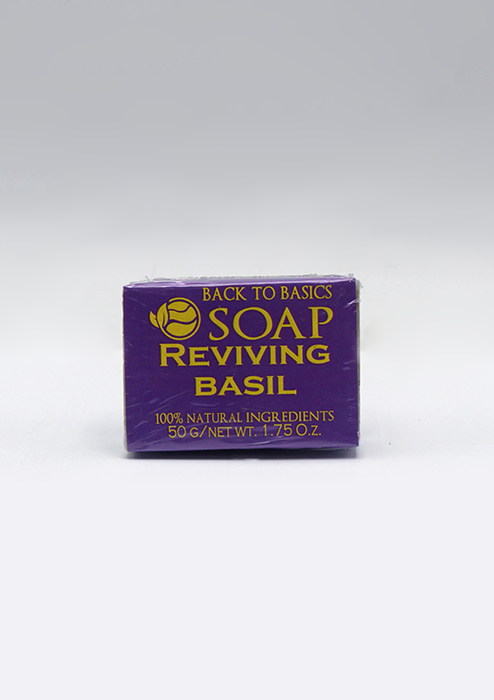 BACK TO BASICS
SOAP
REVIVING
BASIL
100% NATURAL INGREDIENTS
50 G/NET WT. 1.75 O.Z.